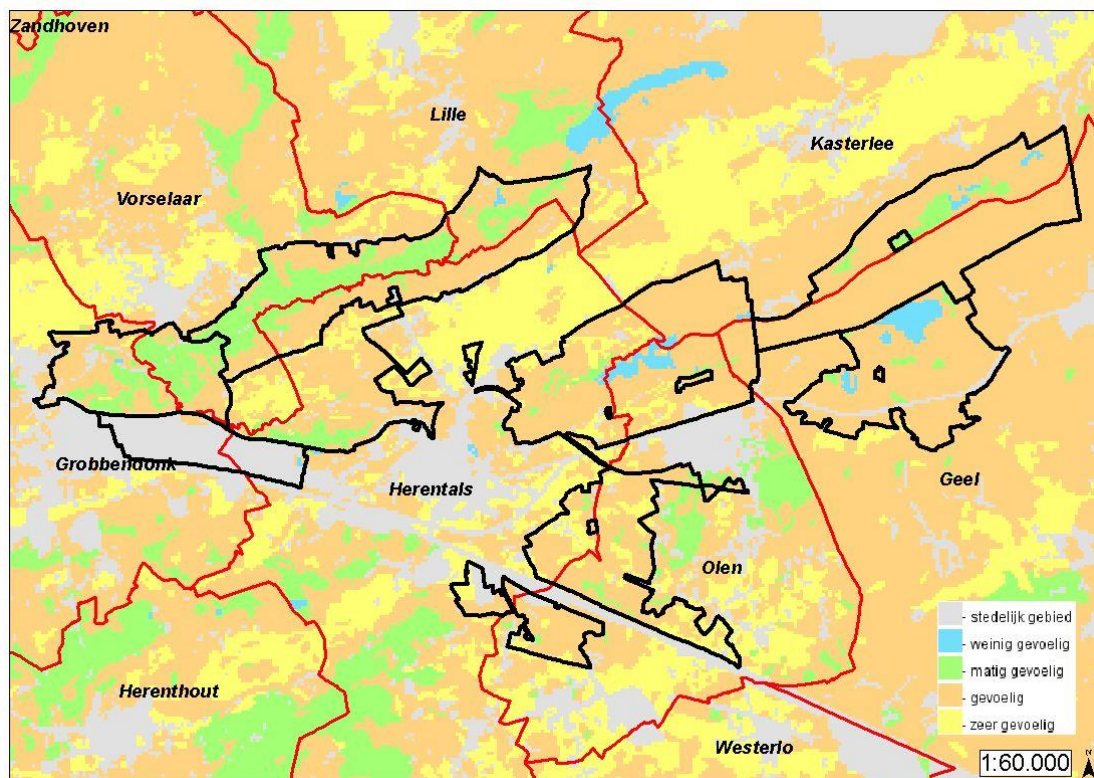 Zandhoven
Lille
Kasterlee
Vorselaar
Grobbendonk
Herentals
Geel
Olen
Herenthout
Westerlo
- stedelijk gebied
- weinig gevoelig
- matig gevoelig
- gevoelig
- zeer gevoelig
1:60.000
N